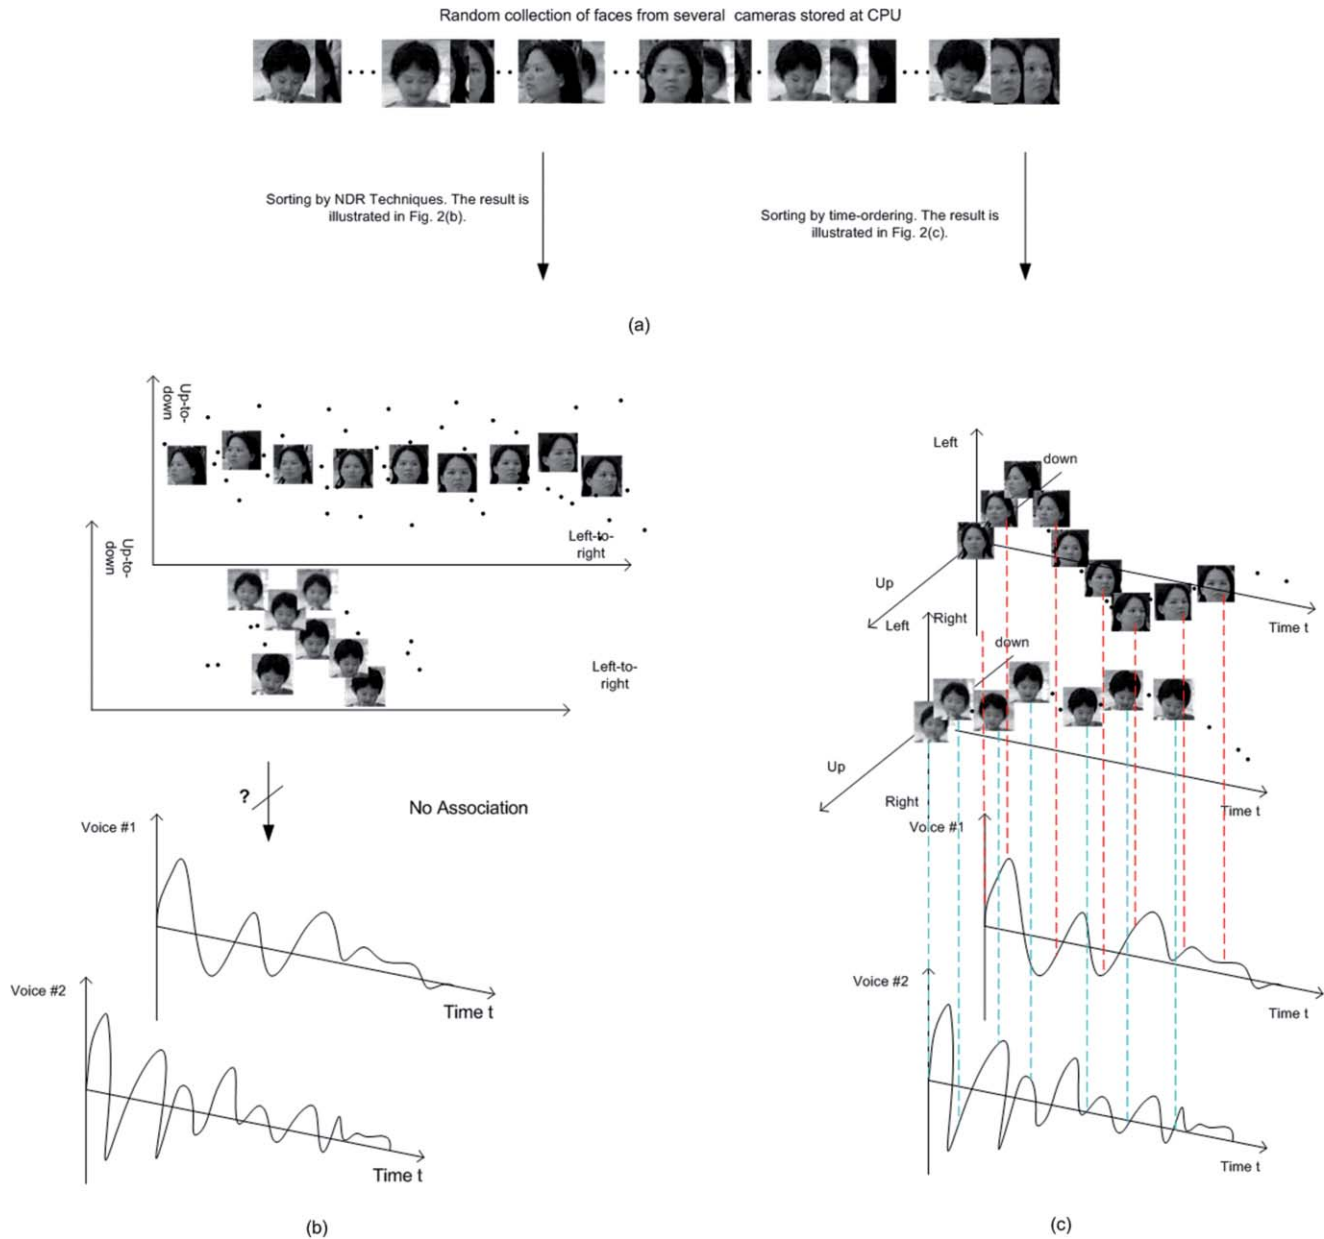 Random collection of faces from several cameras stored at CPU
Sorting by NDR Techniques. The result is
illustrated in Fig. 2(b).
Sorting by time-ordering. The result is
illustrated in Fig. 2(c).
(a)
Up-to-
down
Left-to-
right
Up-to-
down
Left-to-
right
?
No Association
Voice #1
Time t
Voice #2
Time t
(b)
Left
down
Up
Right
Time t
Left
down
Up
Right
Time t
Voice #1
Time t
Voice #2
Time t
(c)